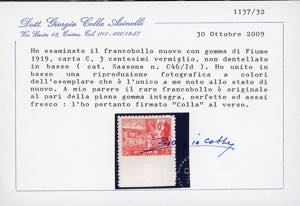 1137/32
Dott. Giorgio Colla Asinelli
30 Ottobre 2009
Ho esaminato il francobollo nuovo con gomma di Fiume
1919, carta C, 3 centesimi vermiglio, non dentellato
in basso ( cat. Sassone n. C46/Id ). Ho unito in
basso una riproduzione fotografica a colori
dell'esemplare che è l'unico a me noto allo stato di
nuovo. A mio parere il raro francobollo è originale
al pari della piena gomma integra, perfetto ed assai
fresco : l'ho pertanto firmato "Colla" al verso.